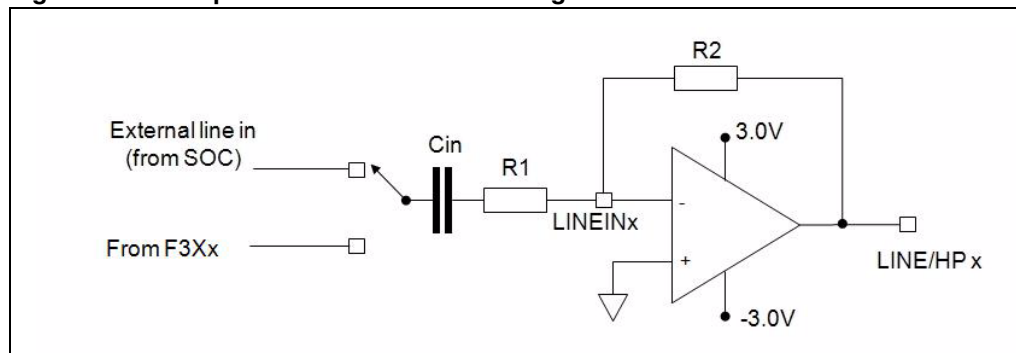 R2
External line in
(from SOC)
Cin
3.0V
R1
-
LINEINx
From F3Xx
+
LINE/HP x
-3.0V